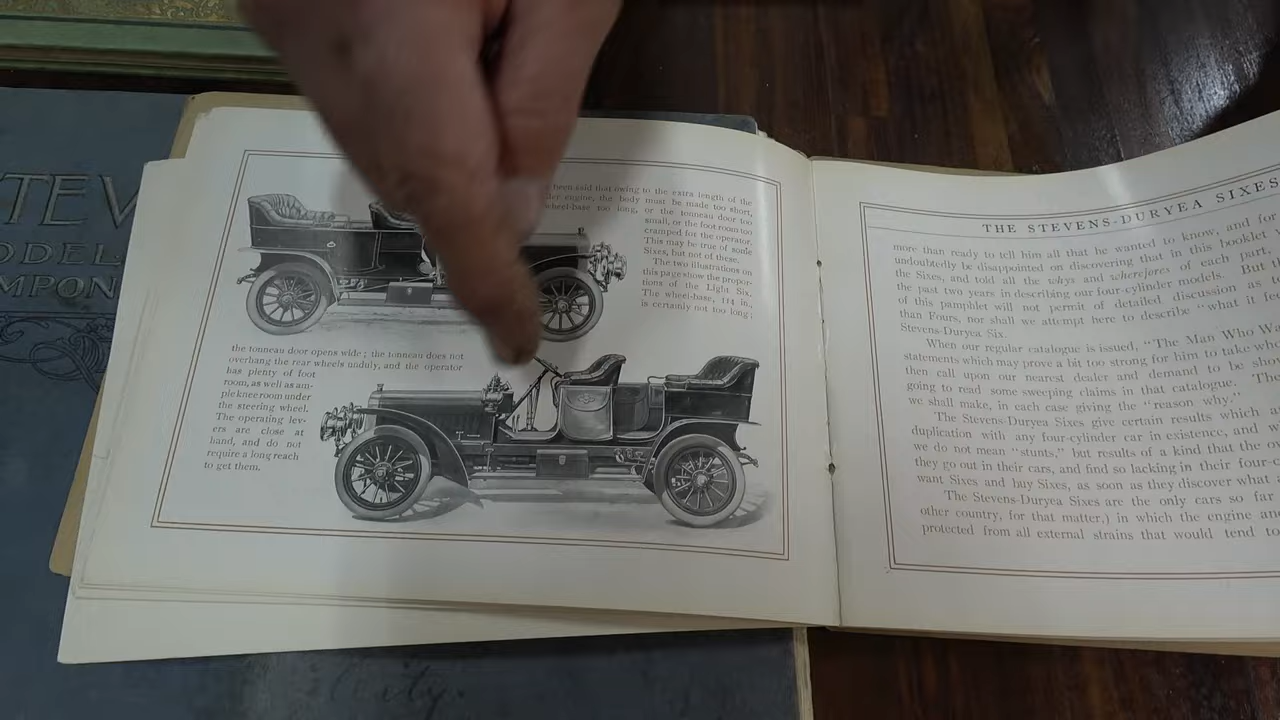 STEV
MODEL
OMPON
been said that owing to the extra length of the
der engine, the body must be made too short,
wheel-base too long, or the tonneau door too
small, or the foot room too
cramped for the operator.
This may be true of some
Sixes, but not of these.
The two illustrations on
this page show the propor-
tions of the Light Six.
The wheel-base, 114 in.,
is certainly not too long;
the tonneau door opens wide; the tonneau does not
overhang the rear wheels unduly, and the operator
has plenty of foot
room, as well as am-
ple knee room under
the steering wheel.
The operating lev-
ers are close at
hand, and do not
require a long reach
to get them.
THE STEVENS-DURYEA SIXES
more than ready to tell him all that he wanted to know, and for
undoubtedly be disappointed on discovering that in this booklet
the Sixes, and told all the whys and wherefores of each part.
the past two years in describing our four-cylinder models. But th
of this pamphlet will not permit of detailed discussion as t
than Fours, nor shall we attempt here to describe "what it fee
Stevens-Duryea Six.
When our regular catalogue is issued, "The Man Who Wa
statements which may prove a bit too strong for him to take who
then call upon our nearest dealer and demand to be show
going to read some sweeping claims in that catalogue. The
we shall make, in each case giving the "reason why."
The Stevens-Duryea Sixes give certain results which a
duplication with any four-cylinder car in existence, and w
we do not mean "stunts," but results of a kind that the ow
they go out in their cars, and find so lacking in their four-c
want Sixes and buy Sixes, as soon as they discover what a
The Stevens-Duryea Sixes are the only cars so far
other country, for that matter,) in which the engine and
protected from all external strains that would tend to
City.